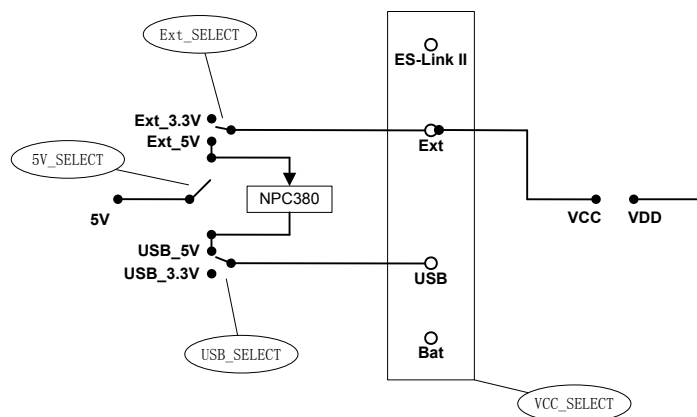 Ext_SELECT
ES-Link II
Ext_3.3V
Ext_5V
Ext
5V_SELECT
NPC380
5V
VCC
VDD
USB_5V
USB_3.3V
USB
USB_SELECT
Bat
VCC_SELECT